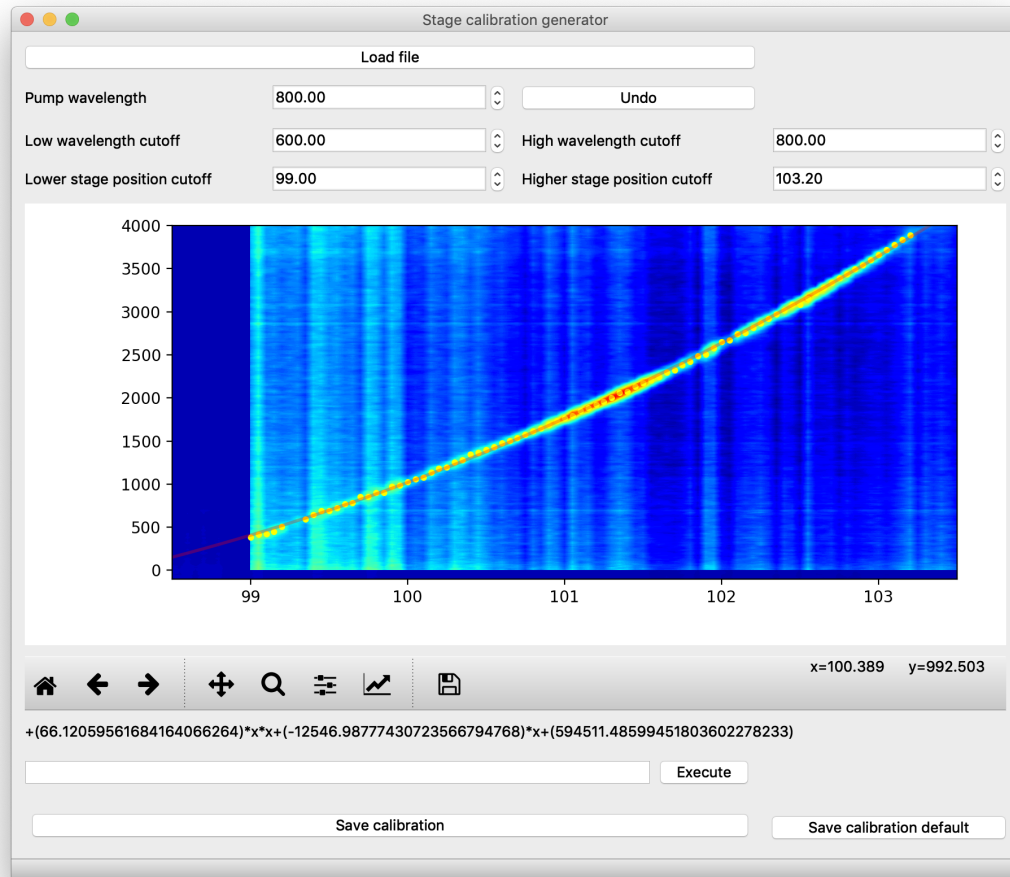 Stage calibration generator
Load file
Pump wavelength 800.00 Undo
Low wavelength cutoff 600.00 High wavelength cutoff 800.00
Lower stage position cutoff 99.00 Higher stage position cutoff 103.20
4000
3500
3000
2500
2000
1500
1000
500
0
99 100 101 102 103
x=100.389 y=992.503
+(66.12059561684164066264)*x*x+(-12546.98777430723566794768)*x+(594511.48599451803602278233)
Execute
Save calibration Save calibration default